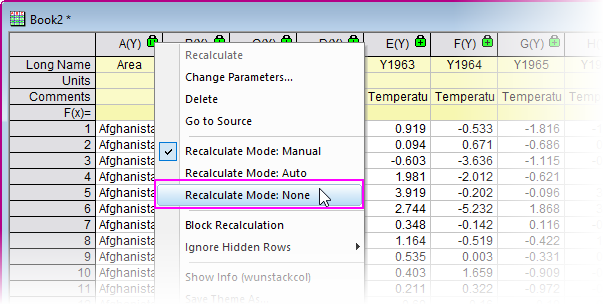 Book2 *
A(Y) B(Y) C(Y) D(Y) E(Y) F(Y) G(Y)
Long Name Area Y1963 Y1964 Y1965
Units
Comments Temperatu Temperatu Temperatu
F(x)=
1 Afghanista 0.919 -0.533 -1.816
2 Afghanista 0.094 0.671 -0.686
3 Afghanista -0.603 -3.636 -1.115
4 Afghanista 1.981 -2.012 -0.621
5 Afghanista 3.919 -0.202 -0.096
6 Afghanista 2.744 -5.232 1.868
7 Afghanista -0.148 -0.142 0.116
8 Afghanista 1.164 -0.519 -0.422
9 Afghanista 0.535 0.003 -0.331
10 Afghanista 0.403 1.659 -0.909
11 Afghanista 0.211 0.322 -0.972
Recalculate
Change Parameters...
Delete
Go to Source
Recalculate Mode: Manual
Recalculate Mode: Auto
Recalculate Mode: None
Block Recalculation
Ignore Hidden Rows
Show Info (wunstackcol)
Save Theme As...